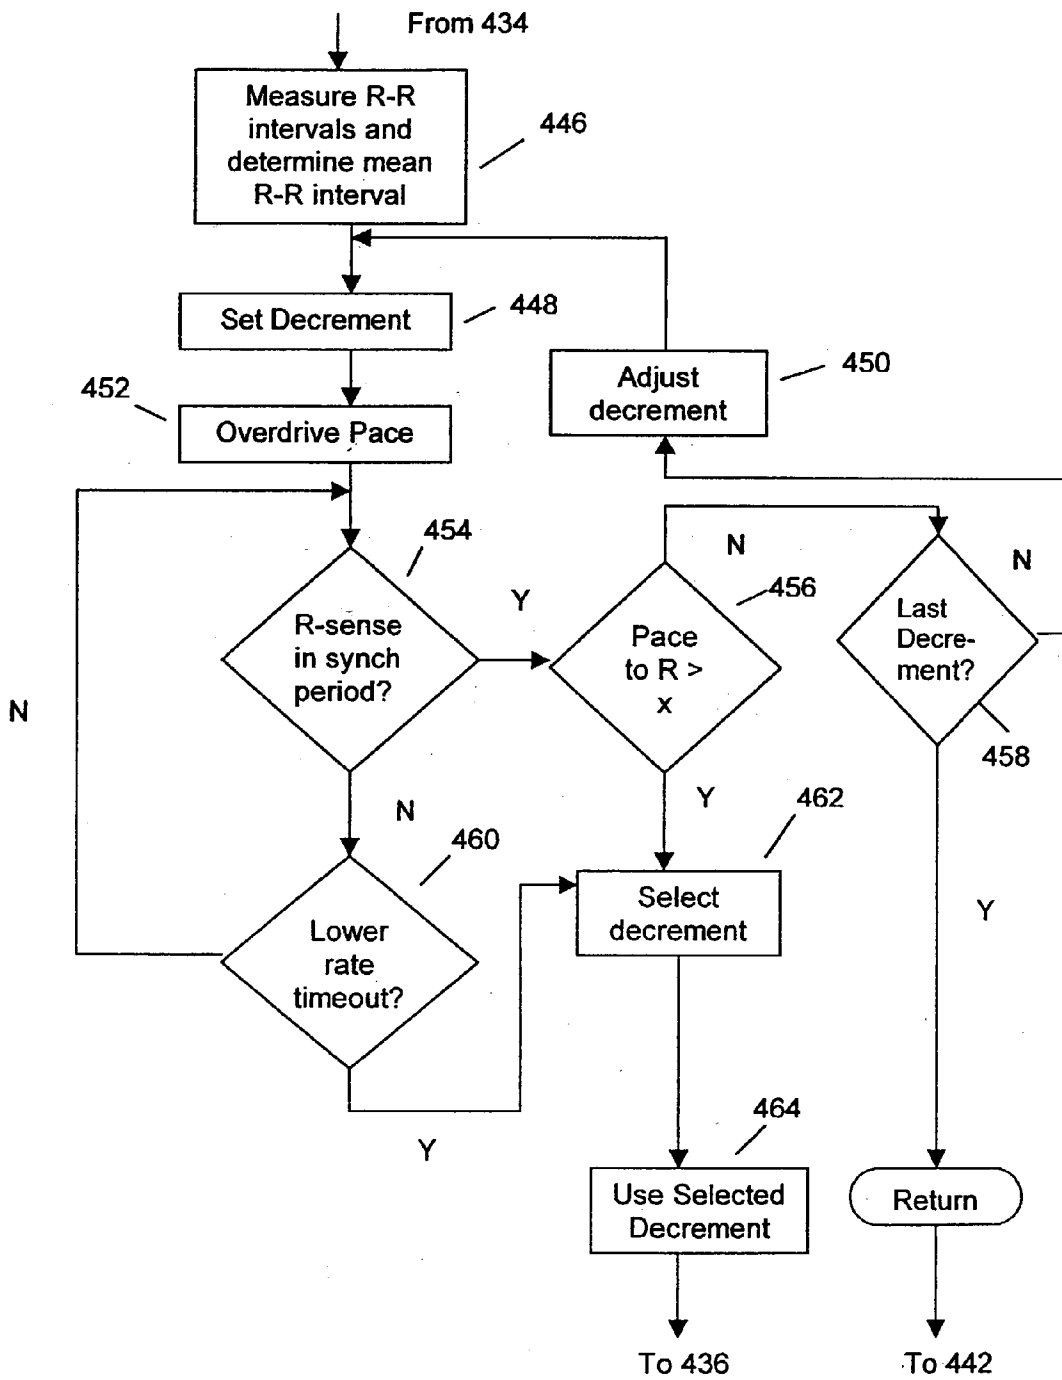 From 434
Measure R-R
intervals and
determine mean
R-R interval
446
Set Decrement
448
Adjust
decrement
450
452
Overdrive Pace
454
R-sense
in synch
period?
Y
N
Pace
to R >
x
456
N
Last
Decre-
ment?
N
458
N
460
Lower
rate
timeout?
Y
Y
462
Select
decrement
Y
464
Use Selected
Decrement
Return
To 436
To 442